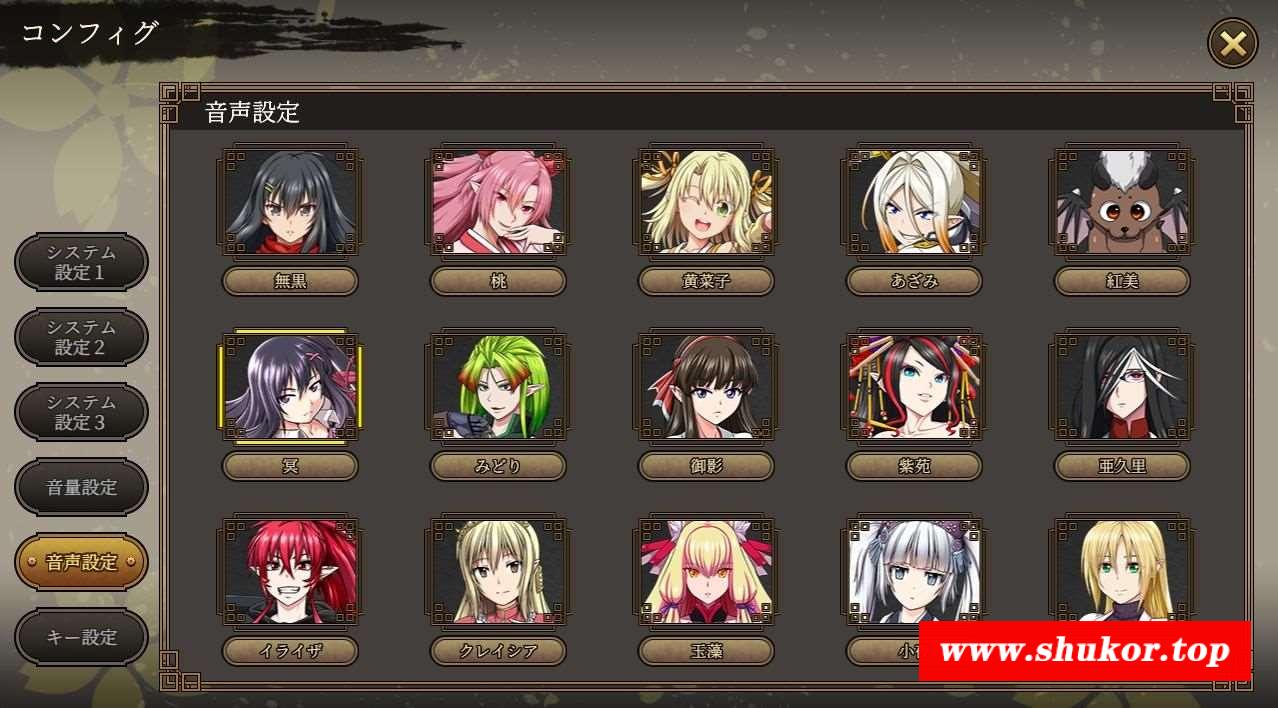 コンフィグ
音声設定
無黒
桃
黄菜子
あざみ
紅美
システム
設定1
システム
設定2
システム
設定3
音量設定
音声設定
キー設定
冥
みどり
御影
紫苑
亜久里
イライザ
クレイシア
玉藻
小
www.shukor.top